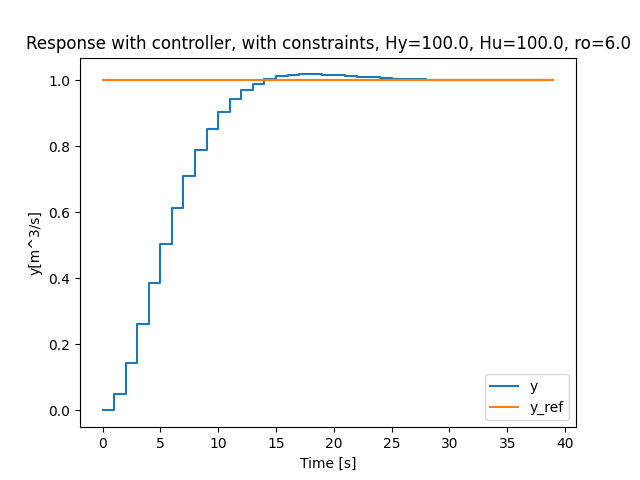 Response with controller, with constraints, Hy=100.0, Hu=100.0, ro=6.0
y[m^3/s]
1.0
0.8
0.6
0.4
0.2
0.0
y
y_ref
0 5 10 15 20 25 30 35 40
Time [s]